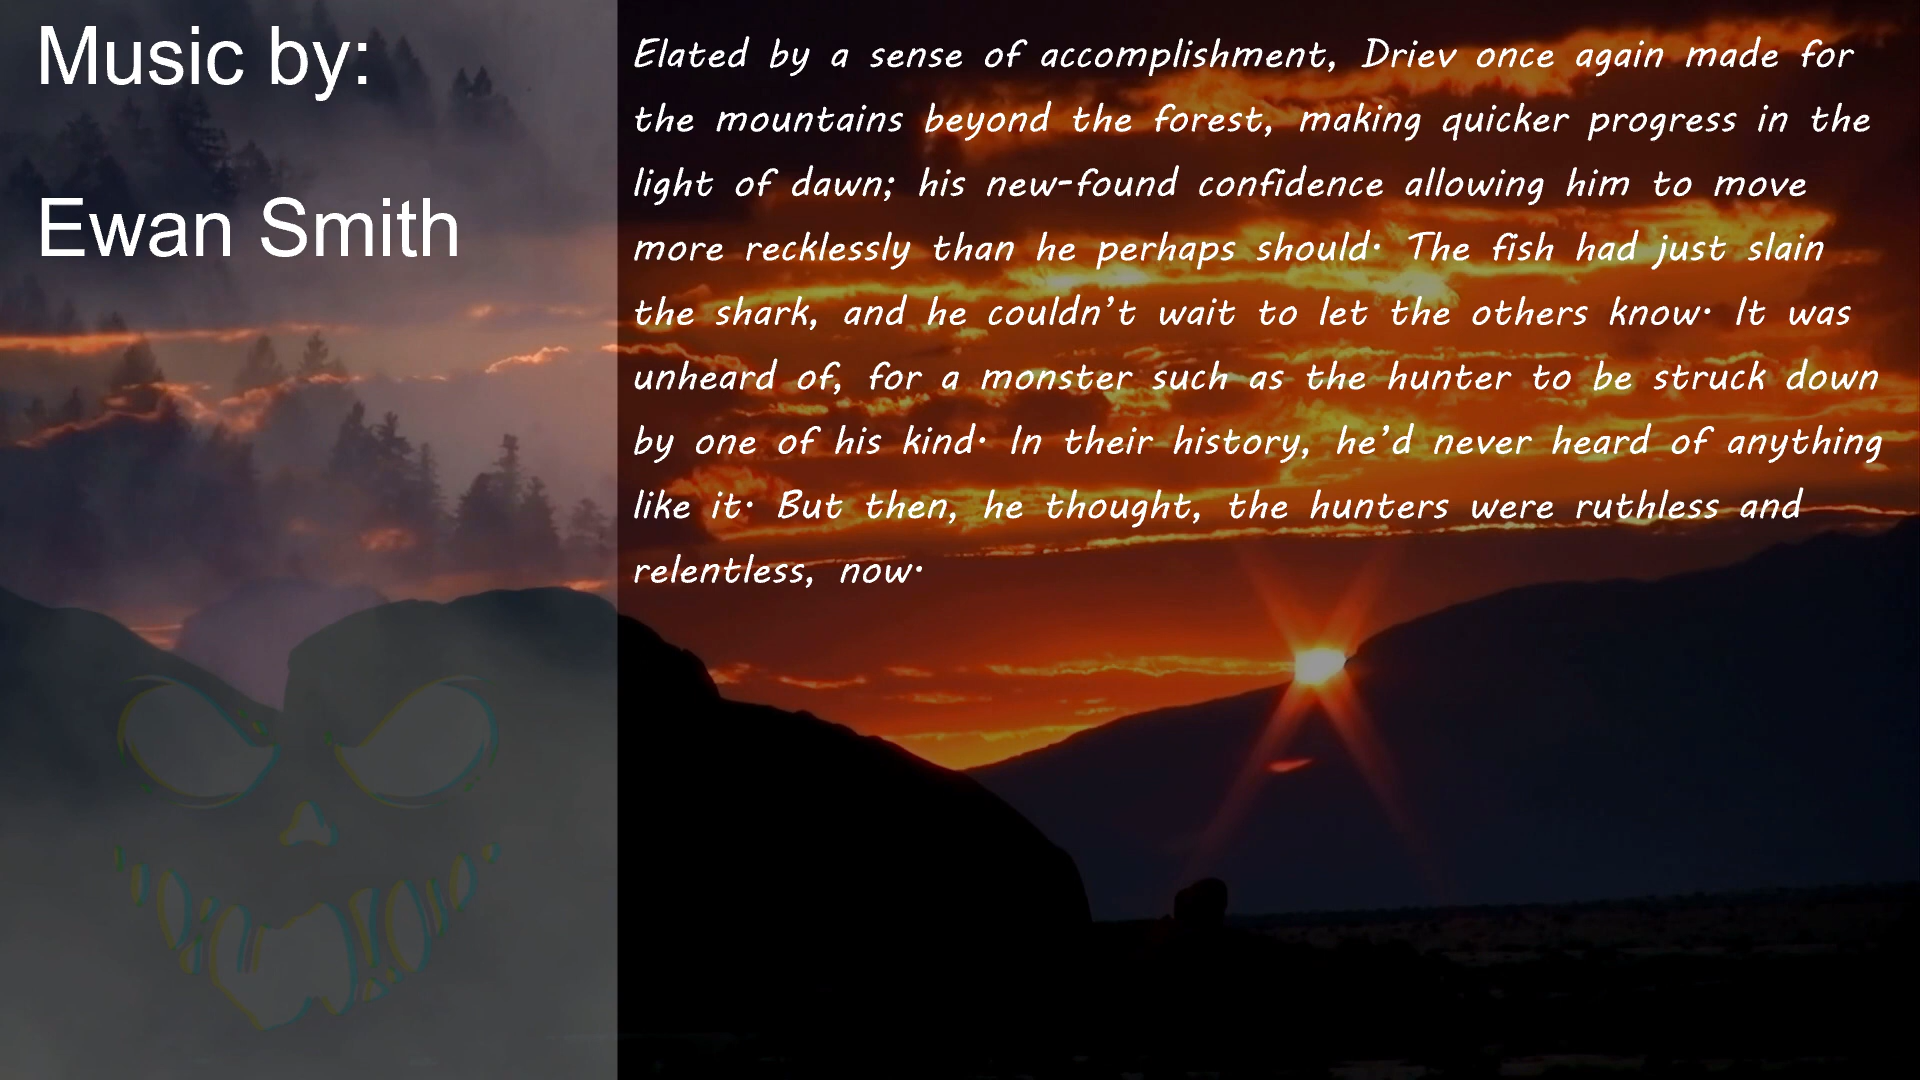 Music by:
Ewan Smith
Elated by a sense of accomplishment, Driev once again made for
the mountains beyond the forest, making quicker progress in the
light of dawn; his new-found confidence allowing him to move
more recklessly than he perhaps should. The fish had just slain
the shark, and he couldn’t wait to let the others know. It was
unheard of, for a monster such as the hunter to be struck down
by one of his kind. In their history, he’d never heard of anything
like it. But then, he thought, the hunters were ruthless and
relentless, now.